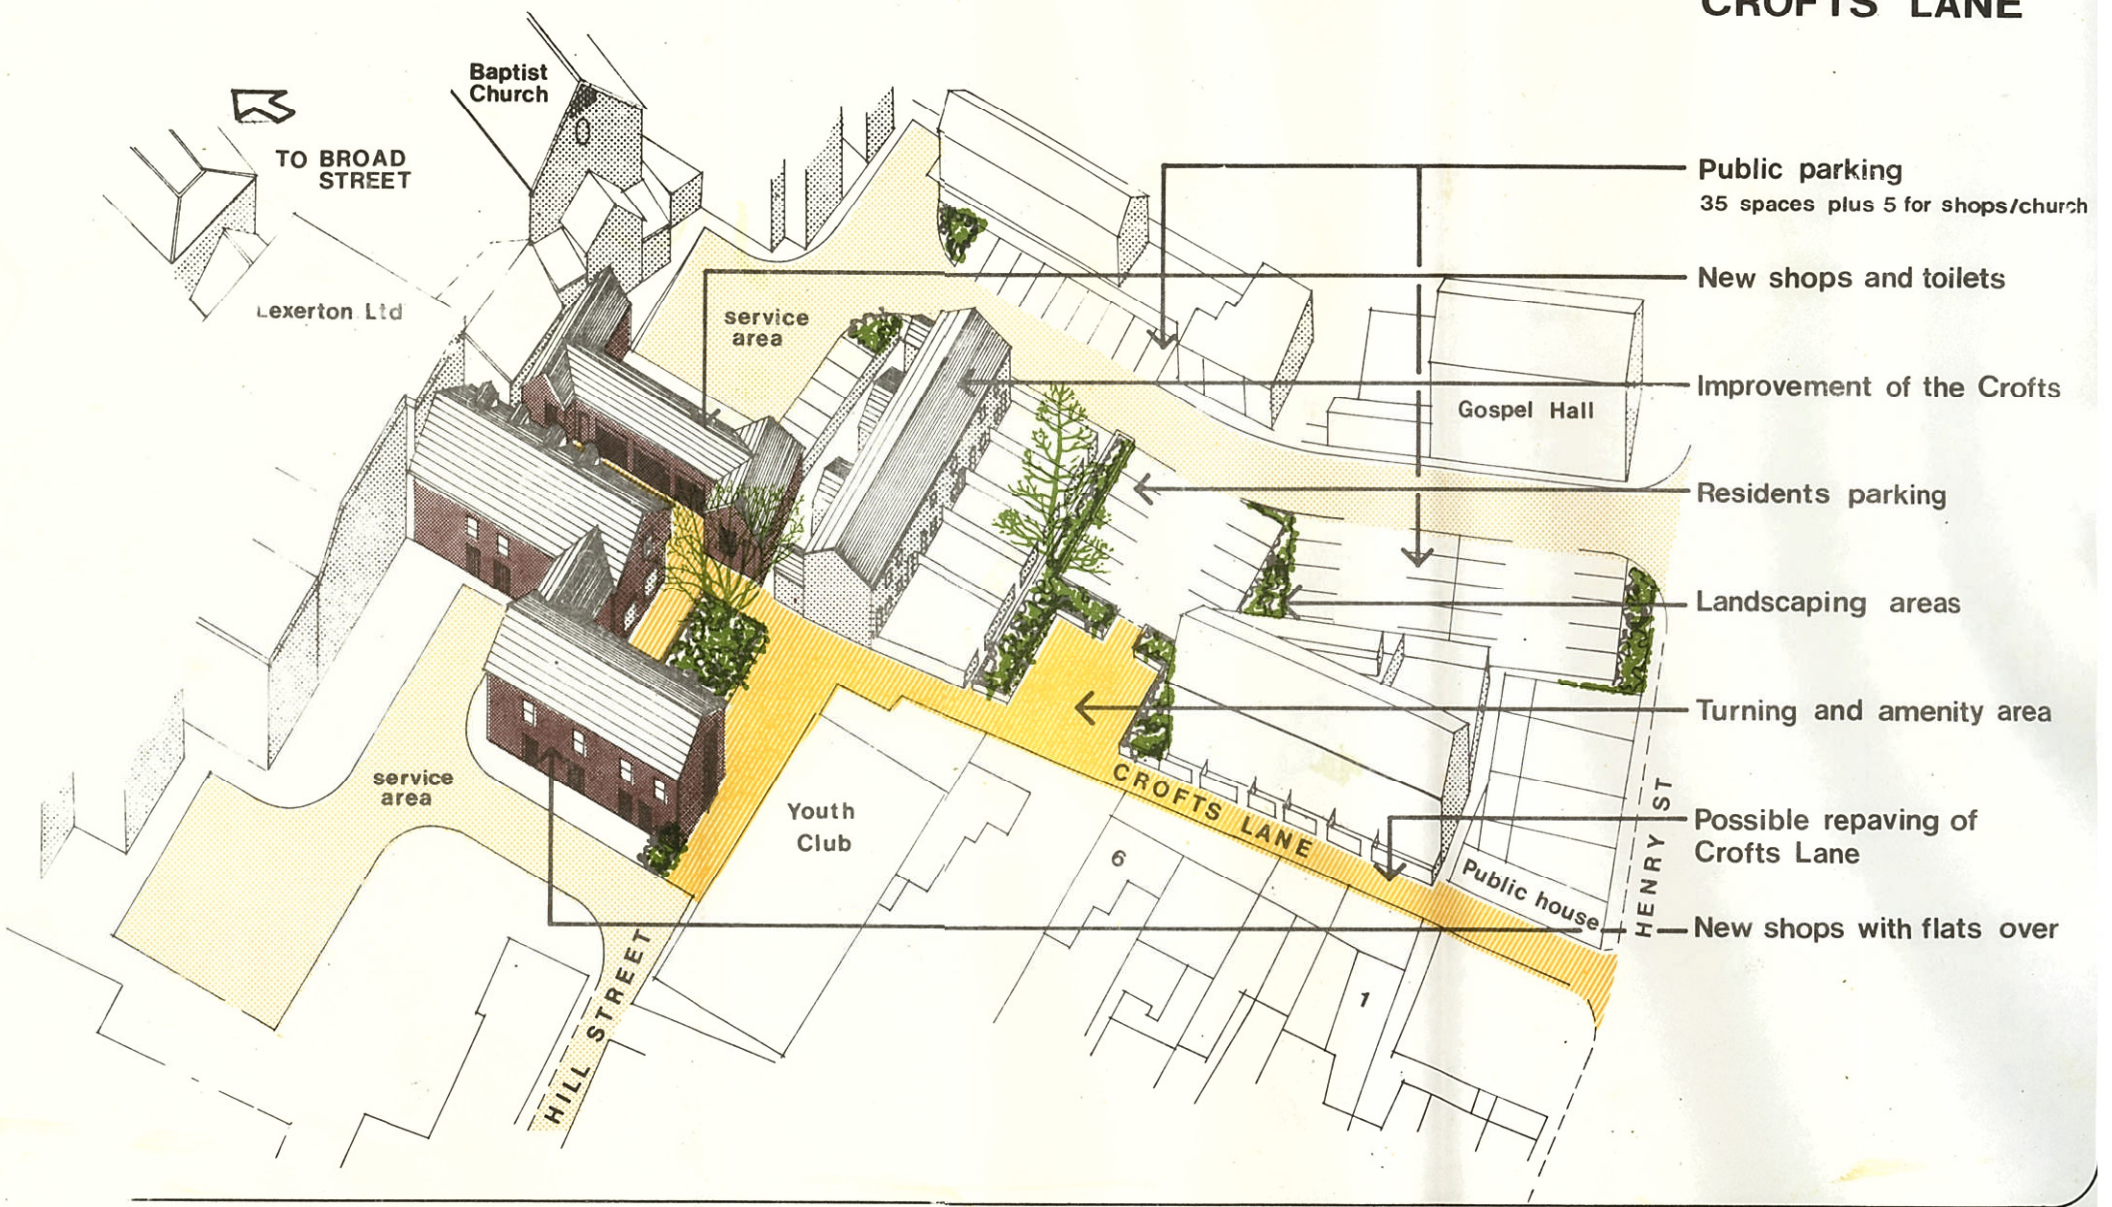 CROFTS LANE
Baptist
Church
TO BROAD
STREET
Lexerton Ltd
service
area
Gospel Hall
Public parking
35 spaces plus 5 for shops/church
New shops and toilets
Improvement of the Crofts
Residents parking
Landscaping areas
Turning and amenity area
Possible repaving of
Crofts Lane
New shops with flats over
service
area
Youth
Club
CROFTS LANE
6
1
Public house
HENRY ST
HILL STREET